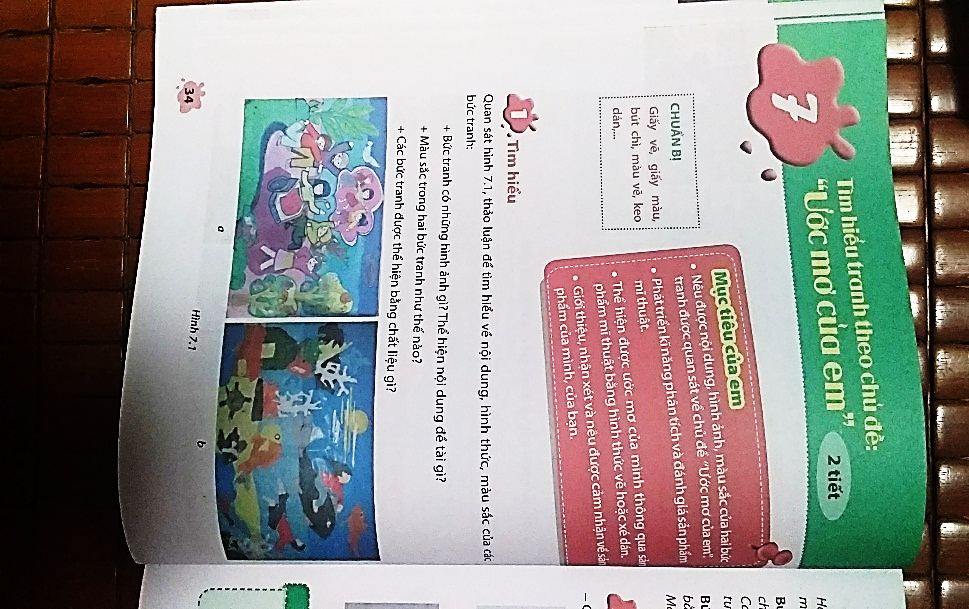 7
Tìm hiểu tranh theo chủ đề:
“Ước mơ của em”
2 tiết
CHUẨN BỊ
Giấy vẽ, giấy màu,
bút chì, màu vẽ, keo
dán,...
Mục tiêu của em
• Nêu được nội dung, hình ảnh, màu sắc của hai bức
tranh được quan sát về chủ đề “Ước mơ của em”.
• Phát triển kĩ năng phân tích và đánh giá sản phẩm
mĩ thuật.
• Thể hiện được ước mơ của mình thông qua sản
phẩm mĩ thuật bằng hình thức vẽ hoặc xé dán.
• Giới thiệu, nhận xét và nêu được cảm nhận về sản
phẩm của mình, của bạn.
1 Tìm hiểu
Quan sát hình 7.1, thảo luận để tìm hiểu về nội dung, hình thức, màu sắc của các
bức tranh:
+ Bức tranh có những hình ảnh gì? Thể hiện nội dung đề tài gì?
+ Màu sắc trong hai bức tranh như thế nào?
+ Các bức tranh được thể hiện bằng chất liệu gì?
a
b
Hình 7.1
34